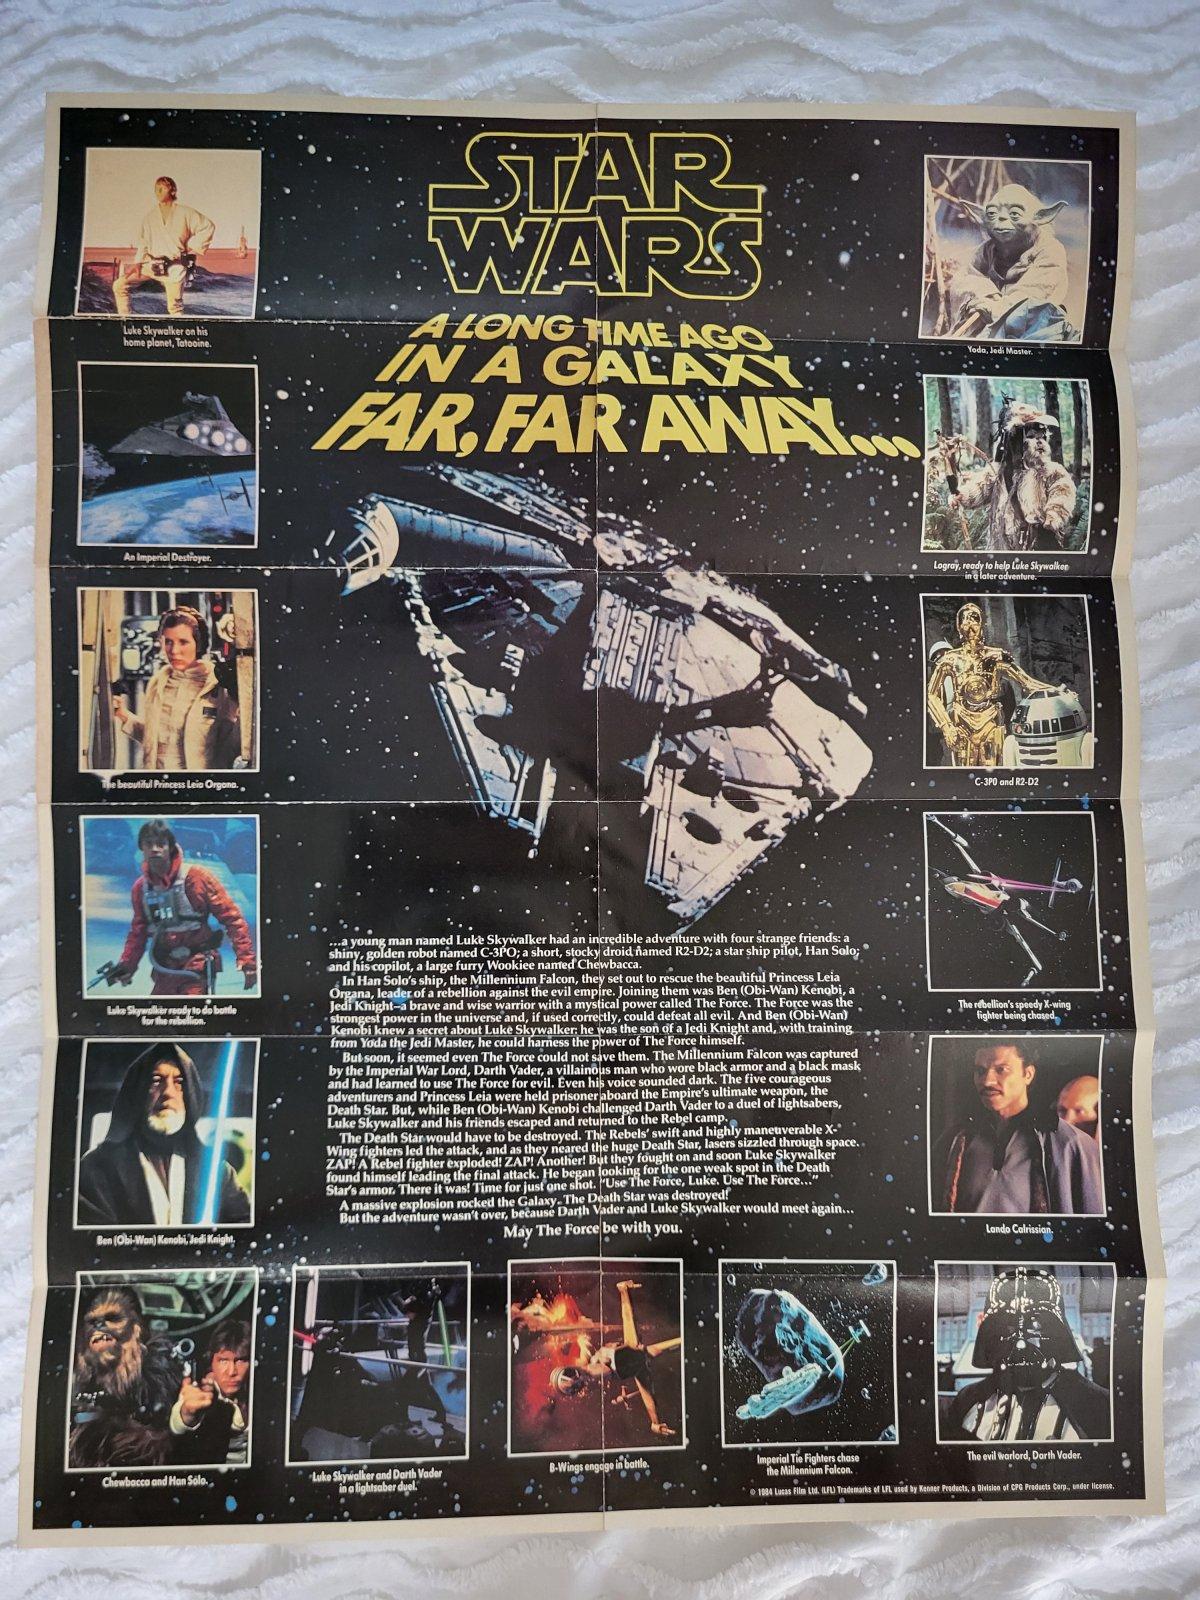 STAR
WARS
A LONG TIME AGO
IN A GALAXY
FAR, FAR AWAY...
Luke Skywalker on his
home planet, Tatooine.
Yoda, Jedi Master.
An Imperial Destroyer.
Logray, ready to help Luke Skywalker
in a later adventure.
The beautiful Princess Leia Organa.
C-3P0 and R2-D2
Luke Skywalker ready to do battle
for the rebellion.
The rebellion's speedy X-wing
fighter being chased.
...a young man named Luke Skywalker had an incredible adventure with four strange friends: a
shiny, golden robot named C-3PO; a short, stocky droid named R2-D2; a star ship pilot, Han Solo;
and his copilot, a large furry Wookiee named Chewbacca.
In Han Solo's ship, the Millennium Falcon, they set out to rescue the beautiful Princess Leia
Organa, leader of a rebellion against the evil empire. Joining them was Ben (Obi-Wan) Kenobi, a
Jedi Knight—a brave and wise warrior with a mystical power called The Force. The Force was the
strongest power in the universe and, if used correctly, could defeat all evil. And Ben (Obi-Wan)
Kenobi knew a secret about Luke Skywalker: he was the son of a Jedi Knight and, with training
from Yoda the Jedi Master, he could harness the power of The Force himself.
But soon, it seemed even The Force could not save them. The Millennium Falcon was captured
by the Imperial War Lord, Darth Vader, a villainous man who wore black armor and a black mask
and had learned to use The Force for evil. Even his voice sounded dark. The five courageous
adventurers and Princess Leia were held prisoner aboard the Empire's ultimate weapon, the
Death Star. But, while Ben (Obi-Wan) Kenobi challenged Darth Vader to a duel of lightsabers,
Luke Skywalker and his friends escaped and returned to the Rebel camp.
The Death Star would have to be destroyed. The Rebels' swift and highly maneuverable X-
Wing fighters led the attack, and as they neared the huge Death Star, lasers sizzled through space.
ZAP! A Rebel fighter exploded! ZAP! Another! But they fought on and soon Luke Skywalker
found himself leading the final attack. He began looking for the one weak spot in the Death
Star's armor. There it was! Time for just one shot. "Use The Force, Luke. Use The Force..."
A massive explosion rocked the Galaxy. The Death Star was destroyed!
But the adventure wasn't over, because Darth Vader and Luke Skywalker would meet again...
May The Force be with you.
Ben (Obi-Wan) Kenobi, Jedi Knight.
Lando Calrissian.
Chewbacca and Han Solo.
Luke Skywalker and Darth Vader
in a lightsaber duel.
B-Wings engage in battle.
Imperial Tie Fighters chase
the Millennium Falcon.
The evil warlord, Darth Vader.
© 1984 Lucas Film Ltd. (LFL) Trademarks of LFL used by Kenner Products, a Division of CPG Products Corp., under license.